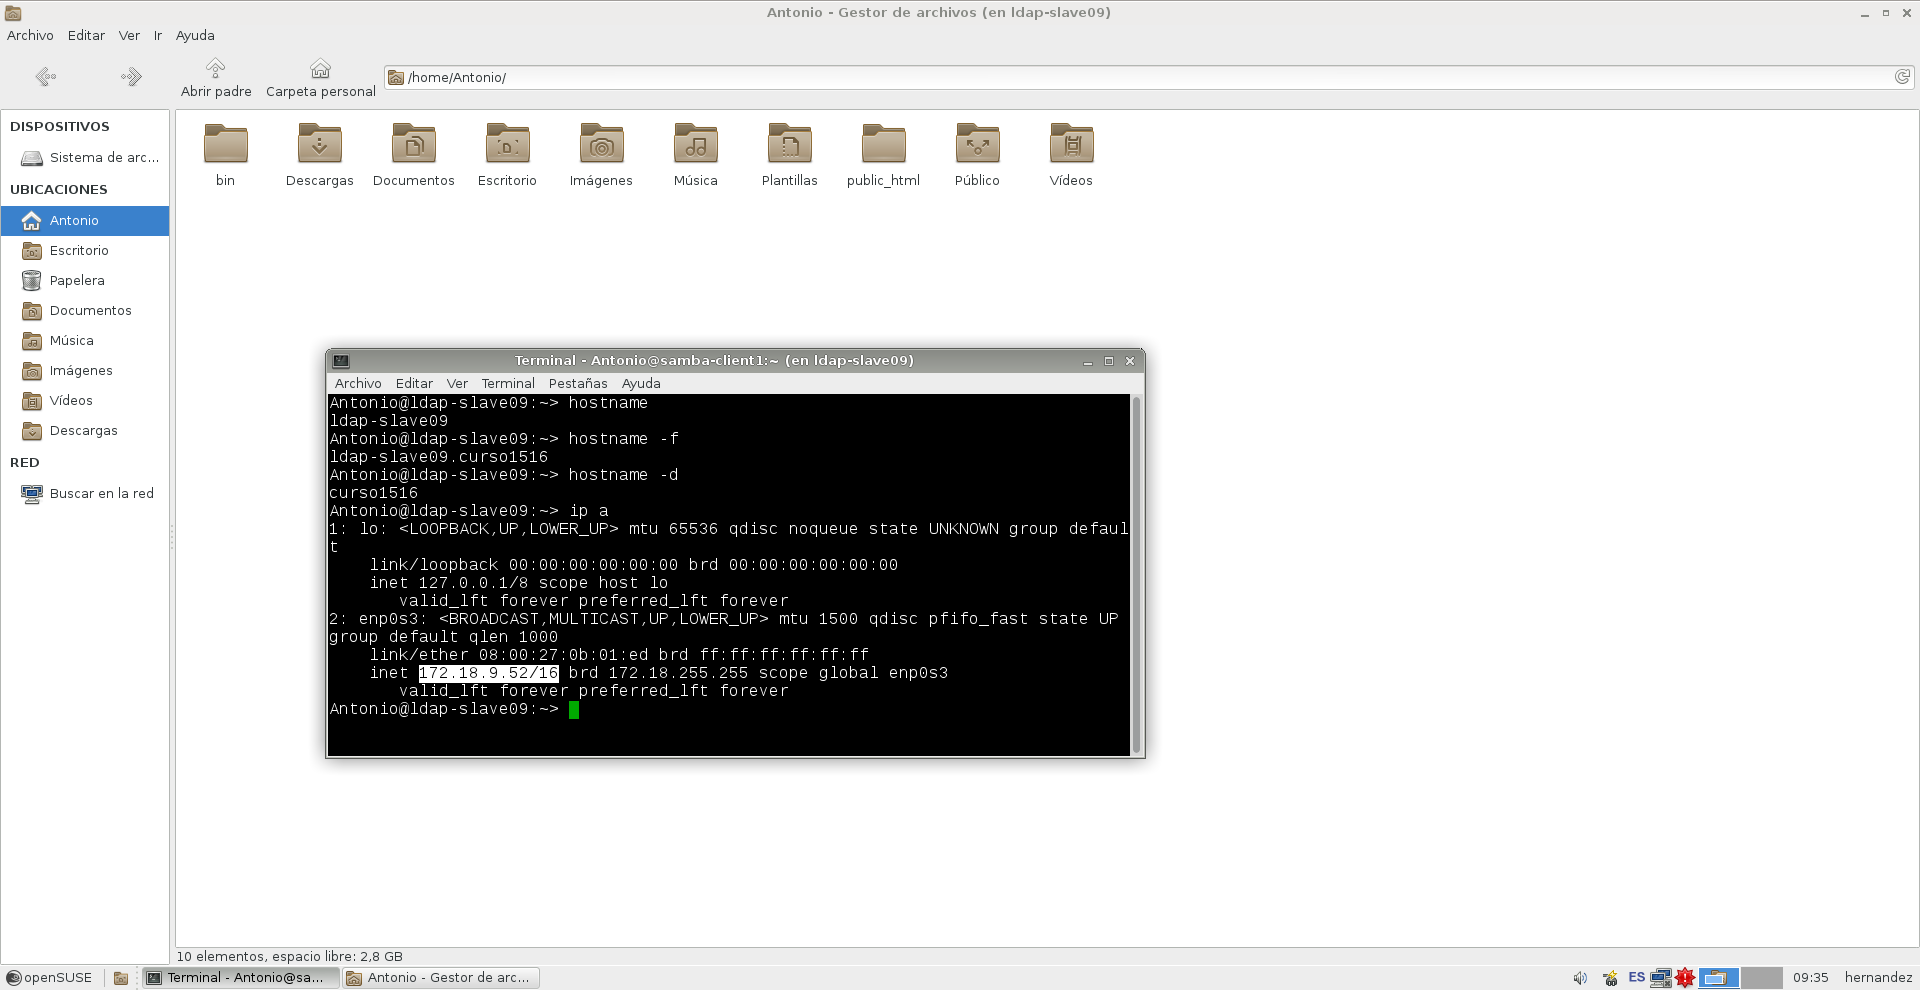 Antonio - Gestor de archivos (en ldap-slave09)
Archivo Editar Ver Ir Ayuda
Abrir padre Carpeta personal /home/Antonio/
DISPOSITIVOS
Sistema de arc...
UBICACIONES
Antonio
Escritorio
Papelera
Documentos
Música
Imágenes
Vídeos
Descargas
RED
Buscar en la red
bin Descargas Documentos Escritorio Imágenes Música Plantillas public_html Público Vídeos
Terminal - Antonio@samba-client1:~ (en ldap-slave09)
Archivo Editar Ver Terminal Pestañas Ayuda
Antonio@ldap-slave09:~> hostname
ldap-slave09
Antonio@ldap-slave09:~> hostname -f
ldap-slave09.curso1516
Antonio@ldap-slave09:~> hostname -d
curso1516
Antonio@ldap-slave09:~> ip a
1: lo: <LOOPBACK,UP,LOWER_UP> mtu 65536 qdisc noqueue state UNKNOWN group defaul
t
    link/loopback 00:00:00:00:00:00 brd 00:00:00:00:00:00
    inet 127.0.0.1/8 scope host lo
       valid_lft forever preferred_lft forever
2: enp0s3: <BROADCAST,MULTICAST,UP,LOWER_UP> mtu 1500 qdisc pfifo_fast state UP
group default qlen 1000
    link/ether 08:00:27:0b:01:ed brd ff:ff:ff:ff:ff:ff
    inet 172.18.9.52/16 brd 172.18.255.255 scope global enp0s3
       valid_lft forever preferred_lft forever
Antonio@ldap-slave09:~>
10 elementos, espacio libre: 2,8 GB
openSUSE Terminal - Antonio@sa... Antonio - Gestor de arc... ES 09:35 hernandez